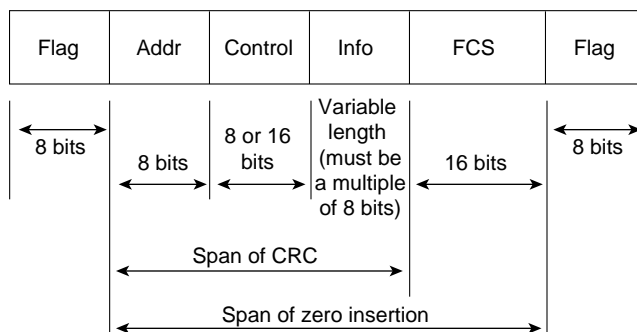 Flag Addr Control Info FCS Flag
Variable
length
(must be
a multiple
of 8 bits)
8 bits
8 bits
8 or 16
bits
16 bits
8 bits
Span of CRC
Span of zero insertion